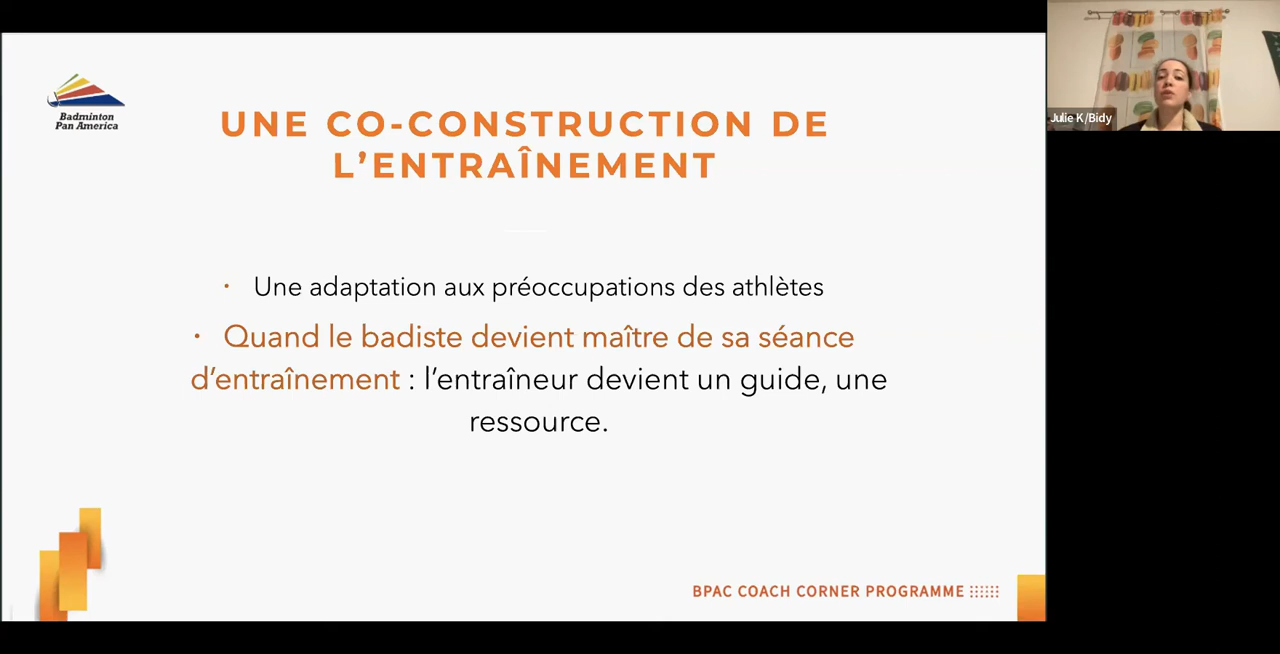 Badminton
Pan America
UNE CO-CONSTRUCTION DE
L’ENTRAÎNEMENT
• Une adaptation aux préoccupations des athlètes
• Quand le badiste devient maître de sa séance
d’entraînement : l’entraîneur devient un guide, une
ressource.
BPAC COACH CORNER PROGRAMME
Julie K/Bidy